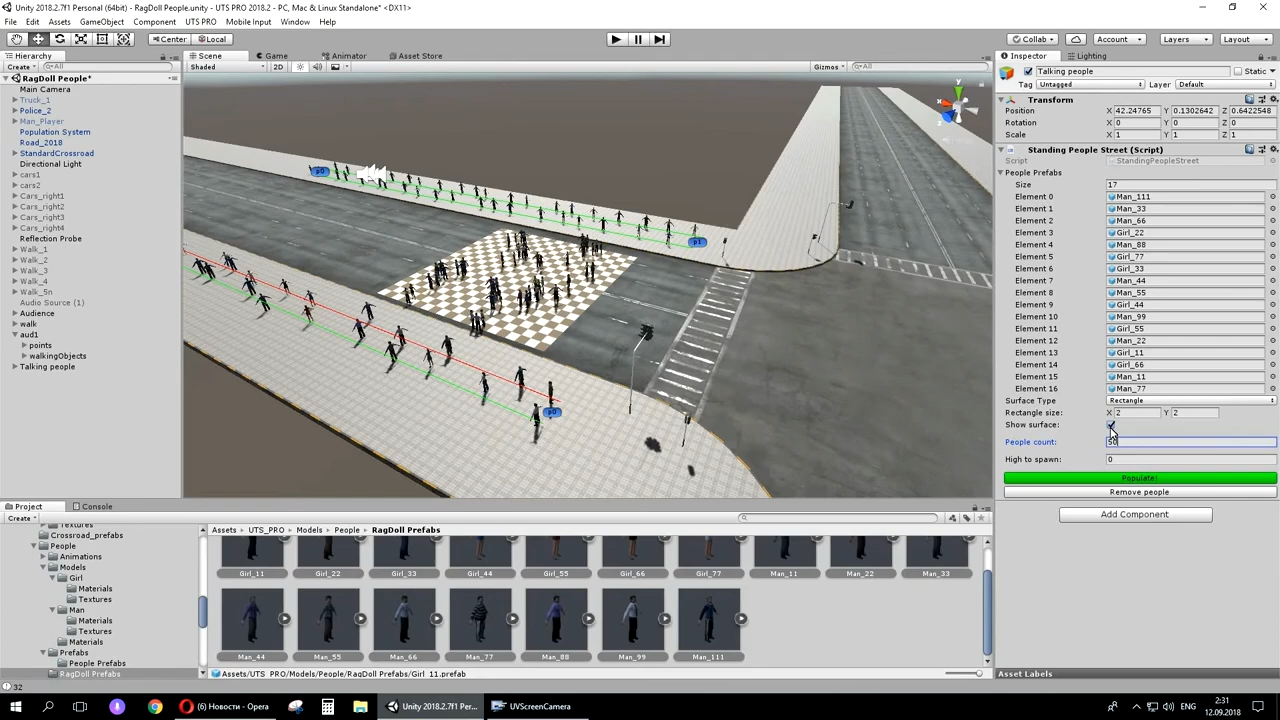 Unity 2018.2.7f1 Personal (64bit) - RagDoll People.unity - UTS PRO 2018.2 - PC, Mac & Linux Standalone* <DX11>
File Edit Assets GameObject Component UTS PRO Mobile Input Window Help
Center Local Collab Account Layers Layout
Hierarchy Scene Game Animator Asset Store Inspector Lighting
Create All Shaded 2D Gizmos All
RagDoll People*
Main Camera
Truck_1
Police_2
Man_Player
Population System
Road_2018
StandardCrossroad
Directional Light
cars1
cars2
Cars_right1
Cars_right2
Cars_right3
Cars_right4
Reflection Probe
Walk_1
Walk_2
Walk_3
Walk_4
Walk_5n
Audio Source (1)
Audience
walk
aud1
points
walkingObjects
Talking people
y
x
z
p0
p1
p0
Talking people Static
Tag Untagged Layer Default
Transform
Position X 42.24765 Y 0.1302642 Z 0.6422548
Rotation X 0 Y 0 Z 0
Scale X 1 Y 1 Z 1
Standing People Street (Script)
Script StandingPeopleStreet
People Prefabs
Size 17
Element 0 Man_111
Element 1 Man_33
Element 2 Man_66
Element 3 Girl_22
Element 4 Man_88
Element 5 Girl_77
Element 6 Girl_33
Element 7 Man_44
Element 8 Man_55
Element 9 Girl_44
Element 10 Man_99
Element 11 Girl_55
Element 12 Man_22
Element 13 Girl_11
Element 14 Girl_66
Element 15 Man_11
Element 16 Man_77
Surface Type Rectangle
Rectangle size: X 2 Y 2
Show surface:
People count: 50
High to spawn: 0
Populate!
Remove people
Add Component
Asset Labels
Project Console
Create
Textures
Crossroad_prefabs
People
Animations
Models
Girl
Materials
Textures
Man
Materials
Textures
Materials
Prefabs
People Prefabs
RagDoll Prefabs
Assets UTS_PRO Models People RagDoll Prefabs
Girl_11 Girl_22 Girl_33 Girl_44 Girl_55 Girl_66 Girl_77 Man_11 Man_22 Man_33
Man_44 Man_55 Man_66 Man_77 Man_88 Man_99 Man_111
Assets/UTS_PRO/Models/People/RagDoll Prefabs/Girl_11.prefab
32
(7) Новости - Opera Unity 2018.2.7f1 Per... UVScreenCamera ENG 2:31
12.09.2018